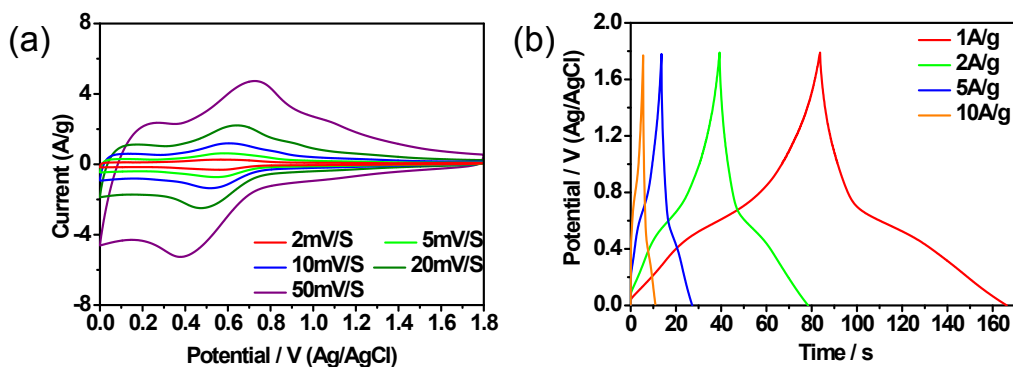 (a)
8
4
0
-4
-8
Current (A/g)
2mV/S 5mV/S
10mV/S 20mV/S
50mV/S
0.0 0.2 0.4 0.6 0.8 1.0 1.2 1.4 1.6 1.8
Potential / V (Ag/AgCl)
(b)
2.0
1.6
1.2
0.8
0.4
0.0
Potential / V (Ag/AgCl)
1A/g
2A/g
5A/g
10A/g
0 20 40 60 80 100 120 140 160
Time / s